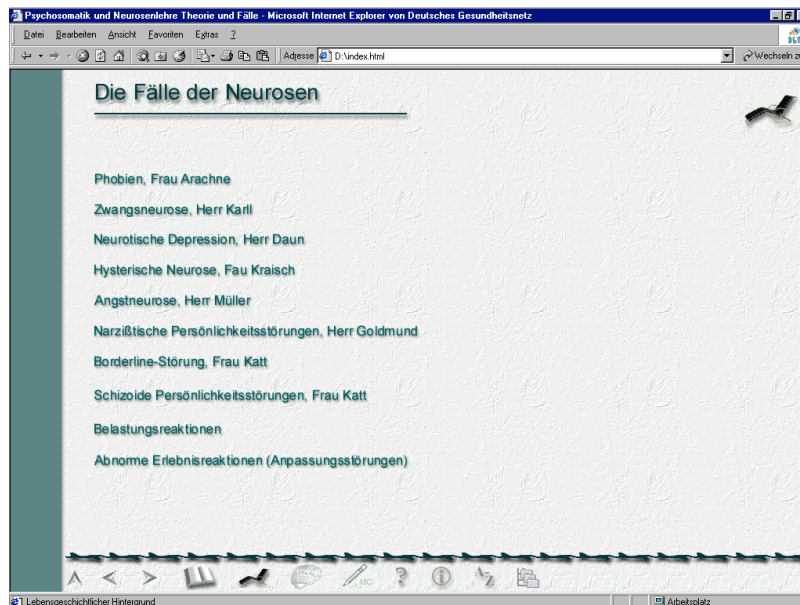 Psychosomatik und Neurosenlehre Theorie und Fälle - Microsoft Internet Explorer von Deutsches Gesundheitsnetz
Datei Bearbeiten Ansicht Favoriten Extras ?
Adresse D:\index.html Wechseln zu
Die Fälle der Neurosen
Phobien, Frau Arachne
Zwangsneurose, Herr Karll
Neurotische Depression, Herr Daun
Hysterische Neurose, Fau Kraisch
Angstneurose, Herr Müller
Narzißtische Persönlichkeitsstörungen, Herr Goldmund
Borderline-Störung, Frau Katt
Schizoide Persönlichkeitsstörungen, Frau Katt
Belastungsreaktionen
Abnorme Erlebnisreaktionen (Anpassungsstörungen)
MC ? i A-Z
Lebensgeschichtlicher Hintergrund Arbeitsplatz